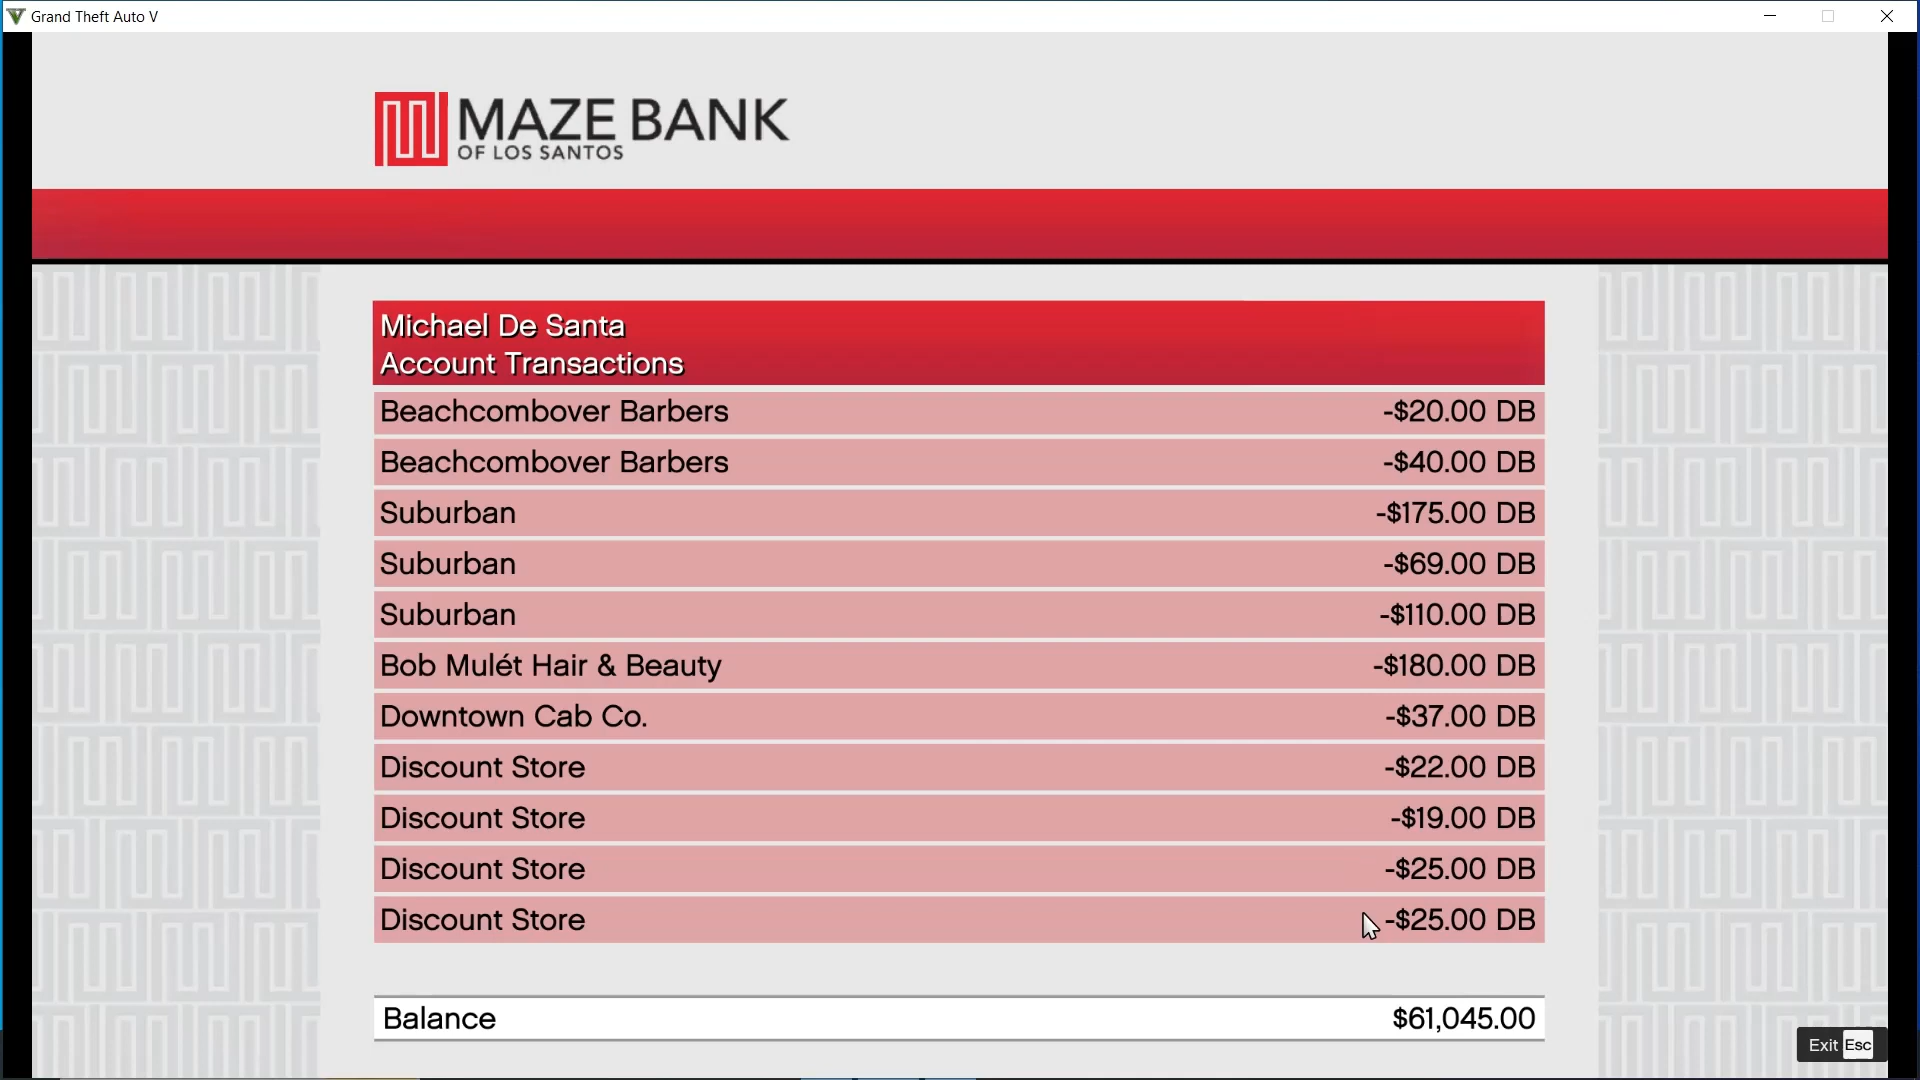 Grand Theft Auto V
MAZE BANK
OF LOS SANTOS
Michael De Santa
Account Transactions
Beachcombover Barbers -$20.00 DB
Beachcombover Barbers -$40.00 DB
Suburban -$175.00 DB
Suburban -$69.00 DB
Suburban -$110.00 DB
Bob Mulét Hair & Beauty -$180.00 DB
Downtown Cab Co. -$37.00 DB
Discount Store -$22.00 DB
Discount Store -$19.00 DB
Discount Store -$25.00 DB
Discount Store -$25.00 DB
Balance $61,045.00
Exit Esc